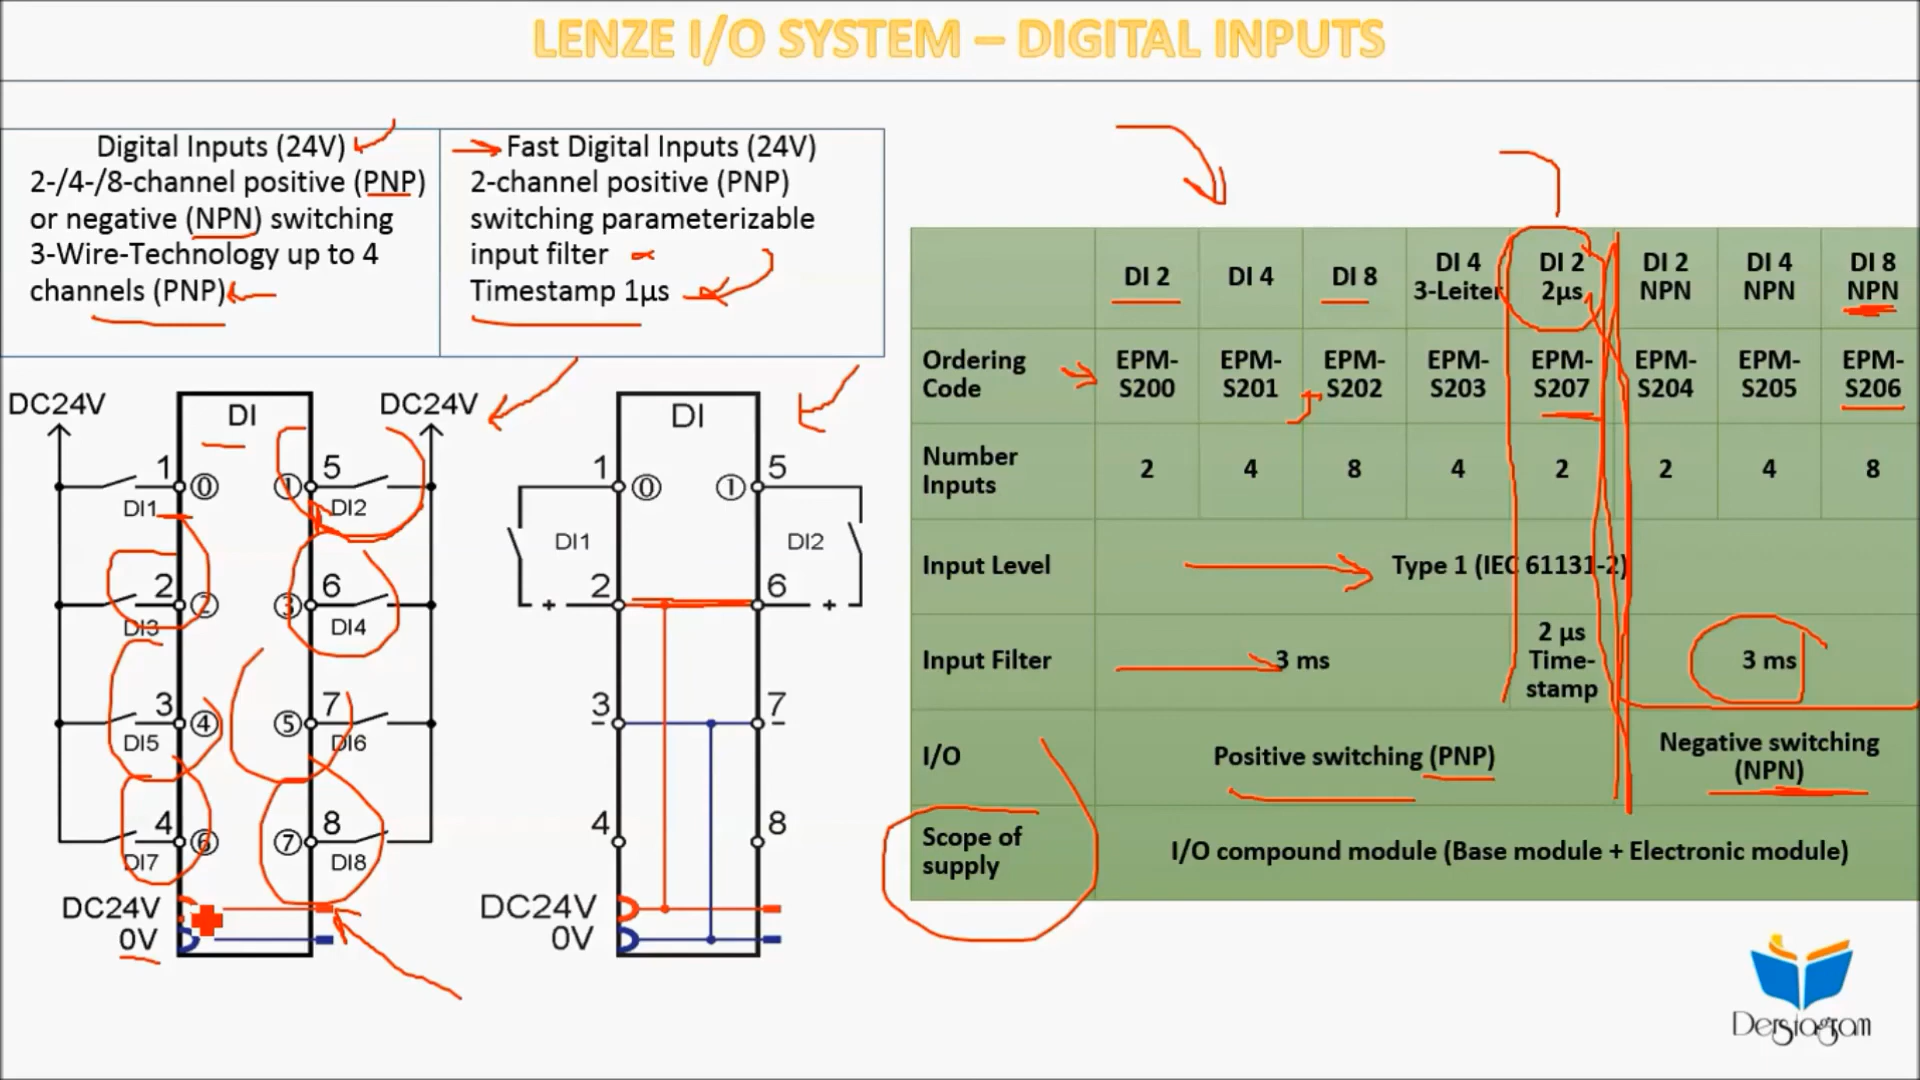 LENZE I/O SYSTEM – DIGITAL INPUTS
Digital Inputs (24V)
2-/4-/8-channel positive (PNP)
or negative (NPN) switching
3-Wire-Technology up to 4
channels (PNP)
Fast Digital Inputs (24V)
2-channel positive (PNP)
switching parameterizable
input filter
Timestamp 1µs
DC24V
DI
DC24V
1
0
1
5
DI1
DI2
2
2
3
6
DI3
DI4
3
4
5
7
DI5
DI6
4
6
7
8
DI7
DI8
DC24V
0V
DI
1
0
1
5
DI1
DI2
2
6
+
+
3
7
–
–
4
8
DC24V
0V
DI 2
DI 4
DI 8
DI 4
3-Leiter
DI 2
2µs
DI 2
NPN
DI 4
NPN
DI 8
NPN
Ordering
Code
EPM-
S200
EPM-
S201
EPM-
S202
EPM-
S203
EPM-
S207
EPM-
S204
EPM-
S205
EPM-
S206
Number
Inputs
2
4
8
4
2
2
4
8
Input Level
Type 1 (IEC 61131-2)
Input Filter
3 ms
2 µs
Time-
stamp
3 ms
I/O
Positive switching (PNP)
Negative switching
(NPN)
Scope of
supply
I/O compound module (Base module + Electronic module)
Dersiagram